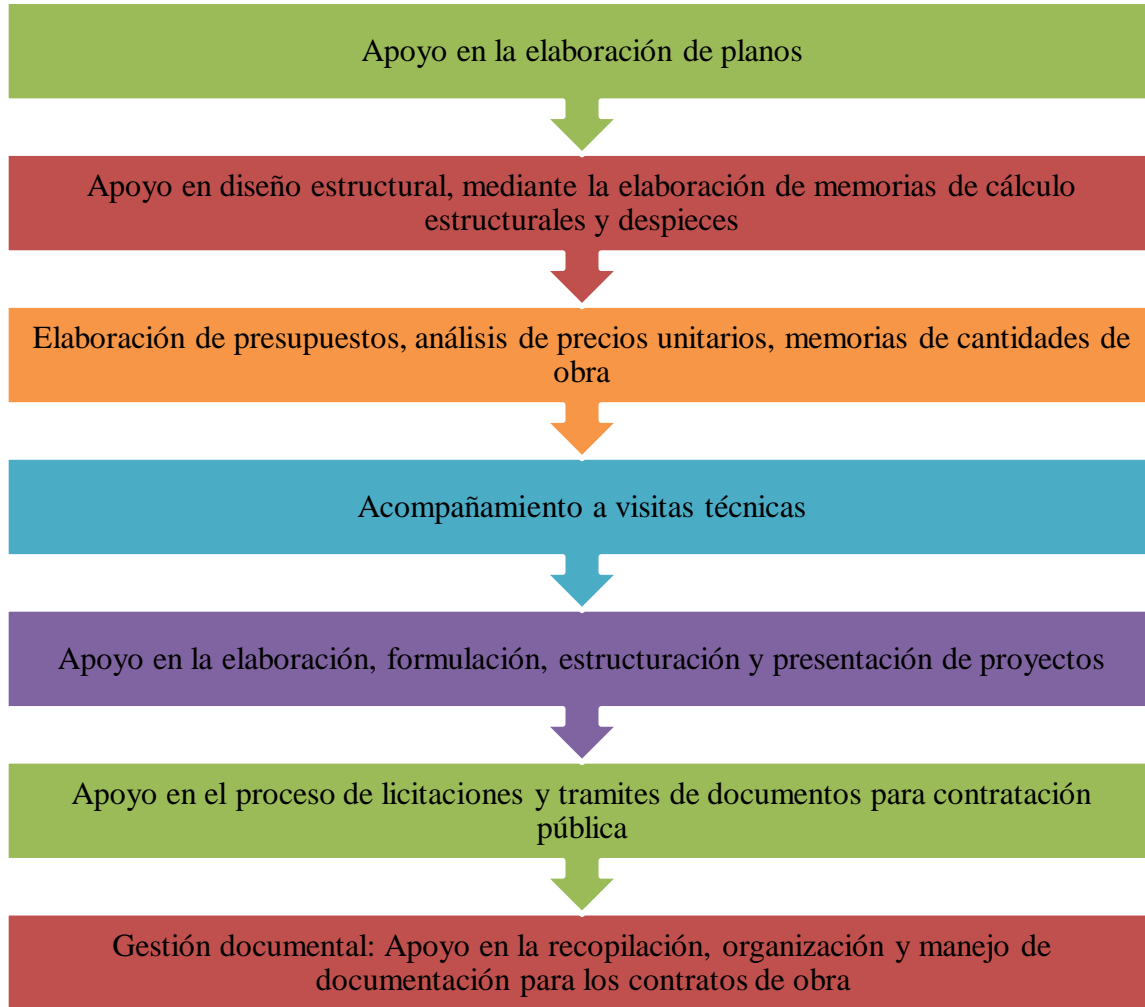 Apoyo en la elaboración de planos
Apoyo en diseño estructural, mediante la elaboración de memorias de cálculo
estructurales y despieces
Elaboración de presupuestos, análisis de precios unitarios, memorias de cantidades de
obra
Acompañamiento a visitas técnicas
Apoyo en la elaboración, formulación, estructuración y presentación de proyectos
Apoyo en el proceso de licitaciones y tramites de documentos para contratación
pública
Gestión documental: Apoyo en la recopilación, organización y manejo de
documentación para los contratos de obra